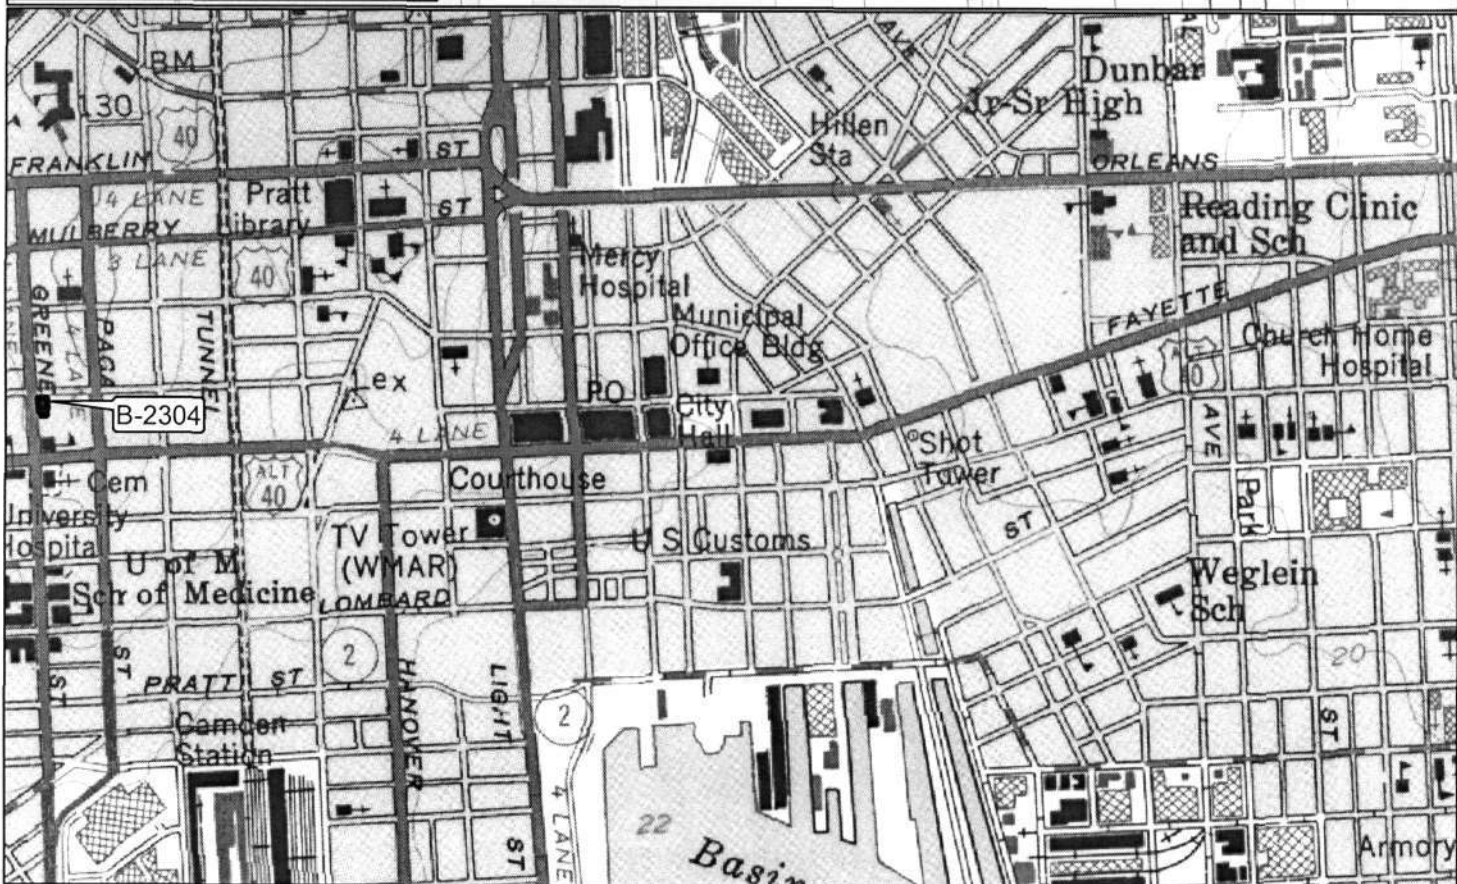 AVE
BM
130
Dunbar
Jr-Sr High
40
Hillen
Sta
FRANKLIN
ST
ORLEANS
4 LANE
Pratt
Library
MULBERRY
ST
3 LANE
40
Reading Clinic
and Sch
Mercy
Hospital
GREENE
PACA
4 LANE
TUNNEL
Municipal
Office Bldg
FAYETTE
ALT
40
Church Home
Hospital
ex
PO
B-2304
City
Hall
4 LANE
AVE
Shot
Tower
Courthouse
ALT
40
Cem
University
Hospital
Park
ST
TV Tower
(WMAR)
U S Customs
U of M
Sch of Medicine
LOMBARD
Weglein
Sch
2
20
ST
ST
PRATT ST
HANOVER
LIGHT
2
ST
Camden
Station
4 LANE
22
ST
Basin
Armory